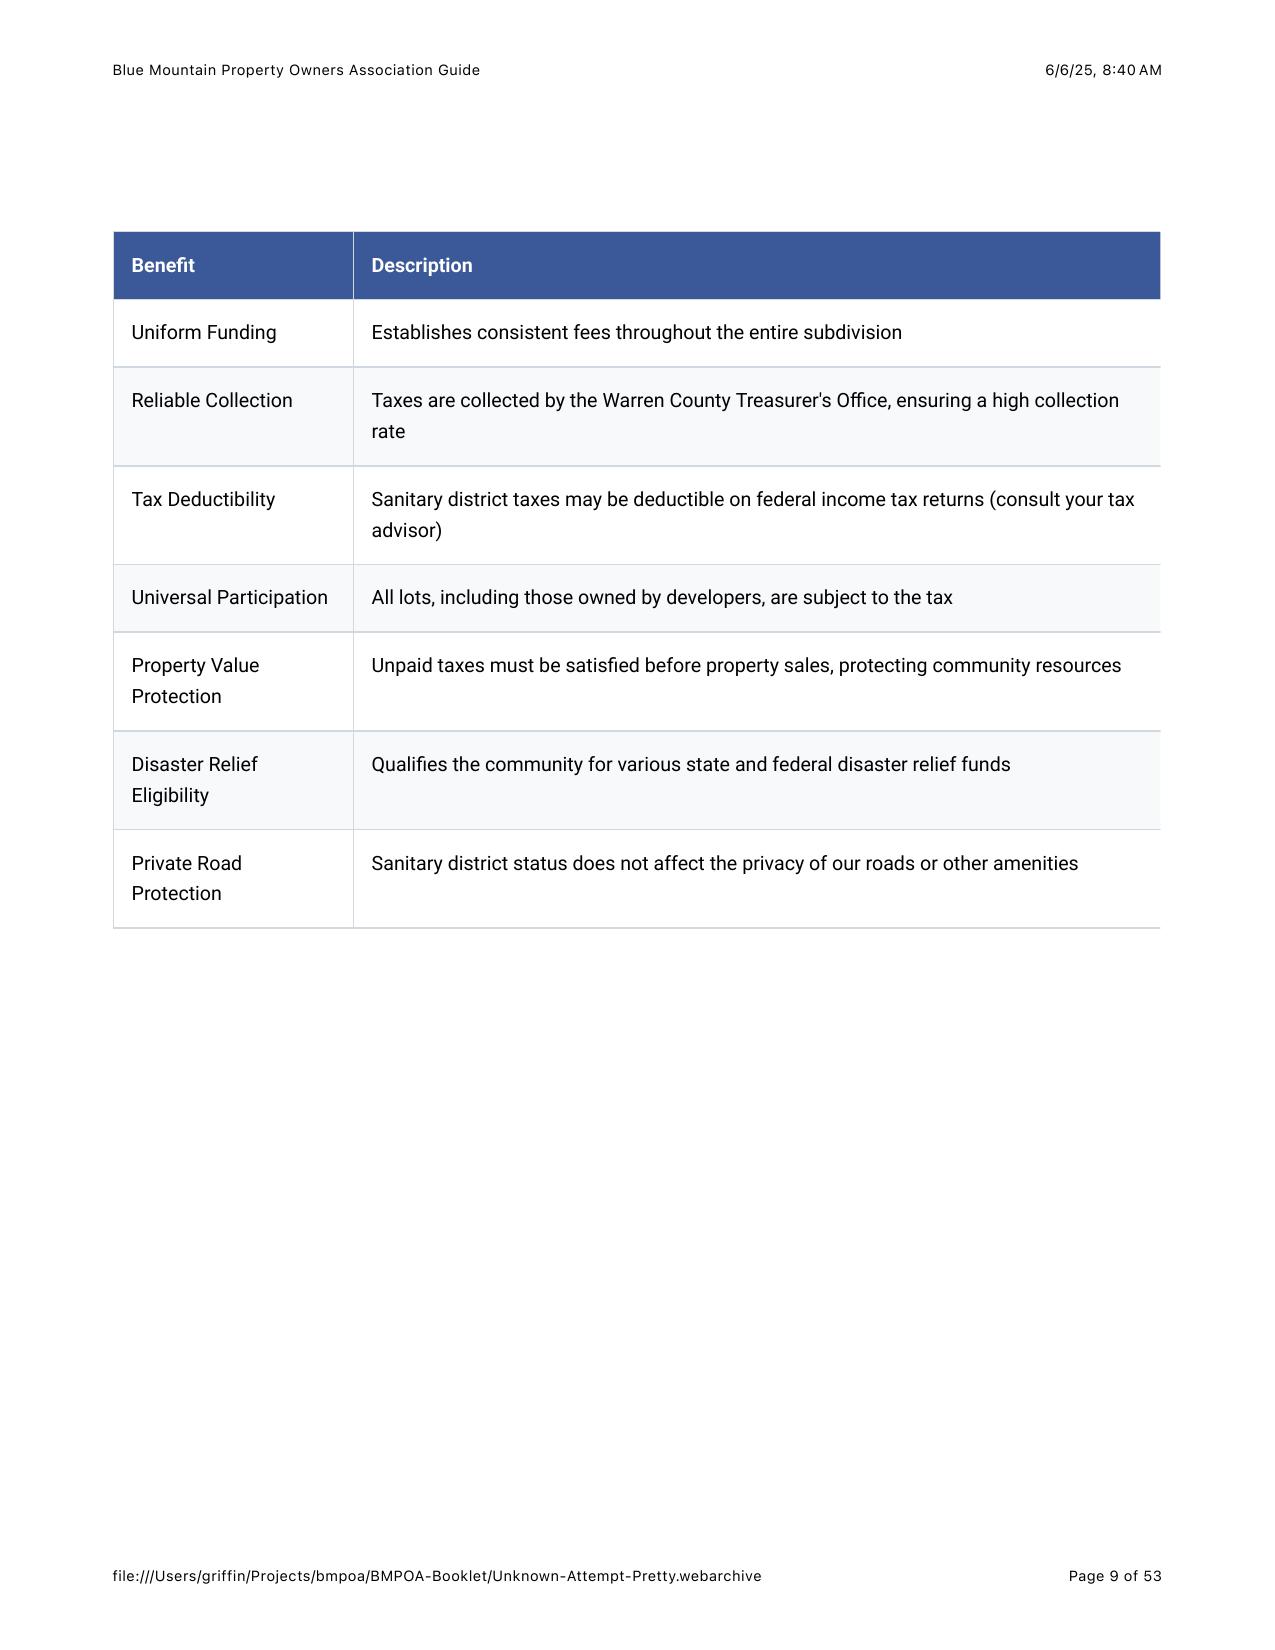 Blue Mountain Property Owners Association Guide 6/6/25, 8:40 AM
Benefit Description
Uniform Funding Establishes consistent fees throughout the entire subdivision
Reliable Collection Taxes are collected by the Warren County Treasurer's Office, ensuring a high collection
rate
Tax Deductibility Sanitary district taxes may be deductible on federal income tax returns (consult your tax
advisor)
Universal Participation All lots, including those owned by developers, are subject to the tax
Property Value Unpaid taxes must be satisfied before property sales, protecting community resources
Protection
Disaster Relief Qualifies the community for various state and federal disaster relief funds
Eligibility
Private Road Sanitary district status does not affect the privacy of our roads or other amenities
Protection
file:///Users/griffin/Projects/bmpoa/BMPOA-Booklet/Unknown-Attempt-Pretty.webarchive Page 9 of 53